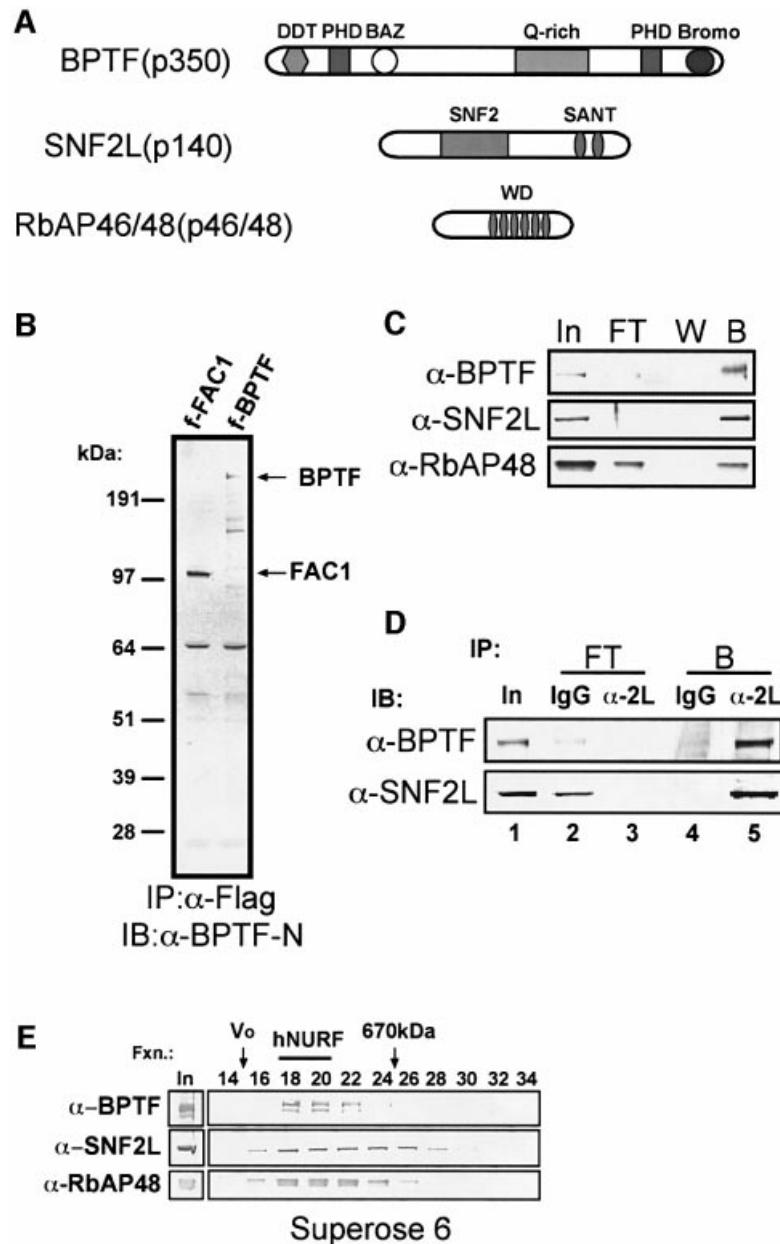 A
DDT PHD BAZ Q-rich PHD Bromo
BPTF(p350)
SNF2 SANT
SNF2L(p140)
WD
RbAP46/48(p46/48)
B
f-FAC1
f-BPTF
kDa:
BPTF
191
FAC1
97
64
51
39
28
IP:α-Flag
IB:α-BPTF-N
C
In FT W B
α-BPTF
α-SNF2L
α-RbAP48
D
IP: FT B
IB: In IgG α-2L IgG α-2L
α-BPTF
α-SNF2L
1 2 3 4 5
E
Vo hNURF 670kDa
Fxn.:
In 14 16 18 20 22 24 26 28 30 32 34
α-BPTF
α-SNF2L
α-RbAP48
Superose 6